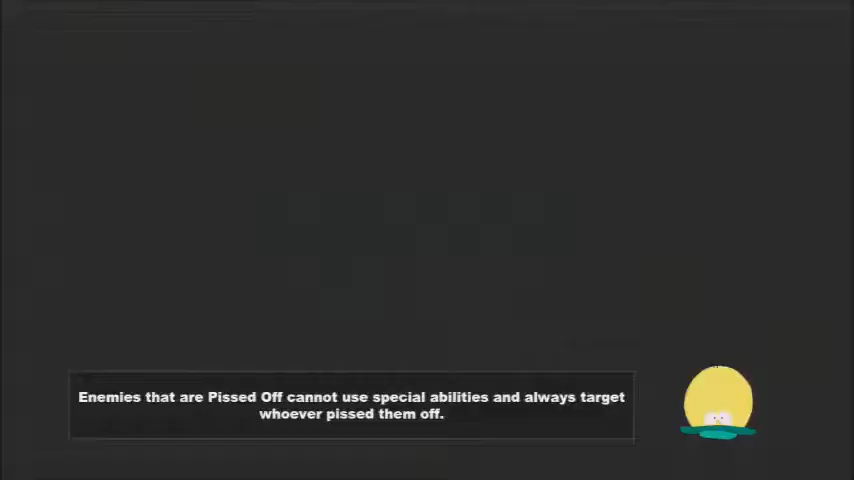 Enemies that are Pissed Off cannot use special abilities and always target
whoever pissed them off.